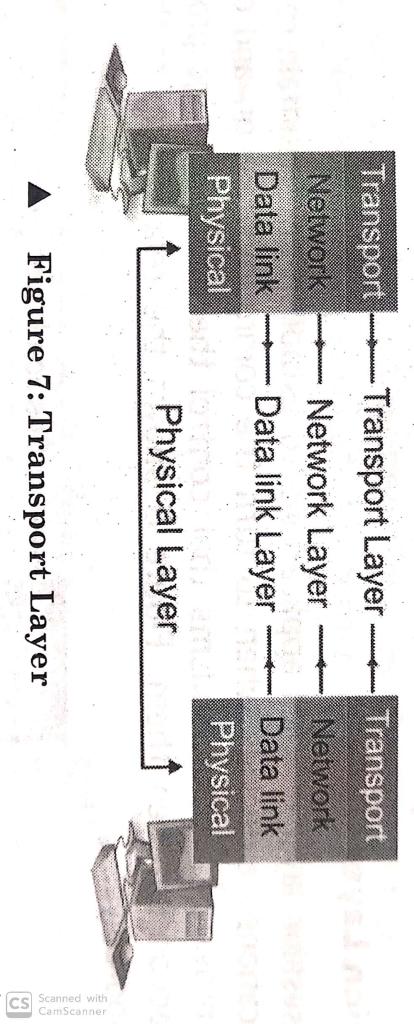 Transport Transport Layer Transport
Network Network Layer Network
Data link Data link Layer Data link
Physical Physical
Physical Layer
▲ Figure 7: Transport Layer
CS Scanned with
CamScanner